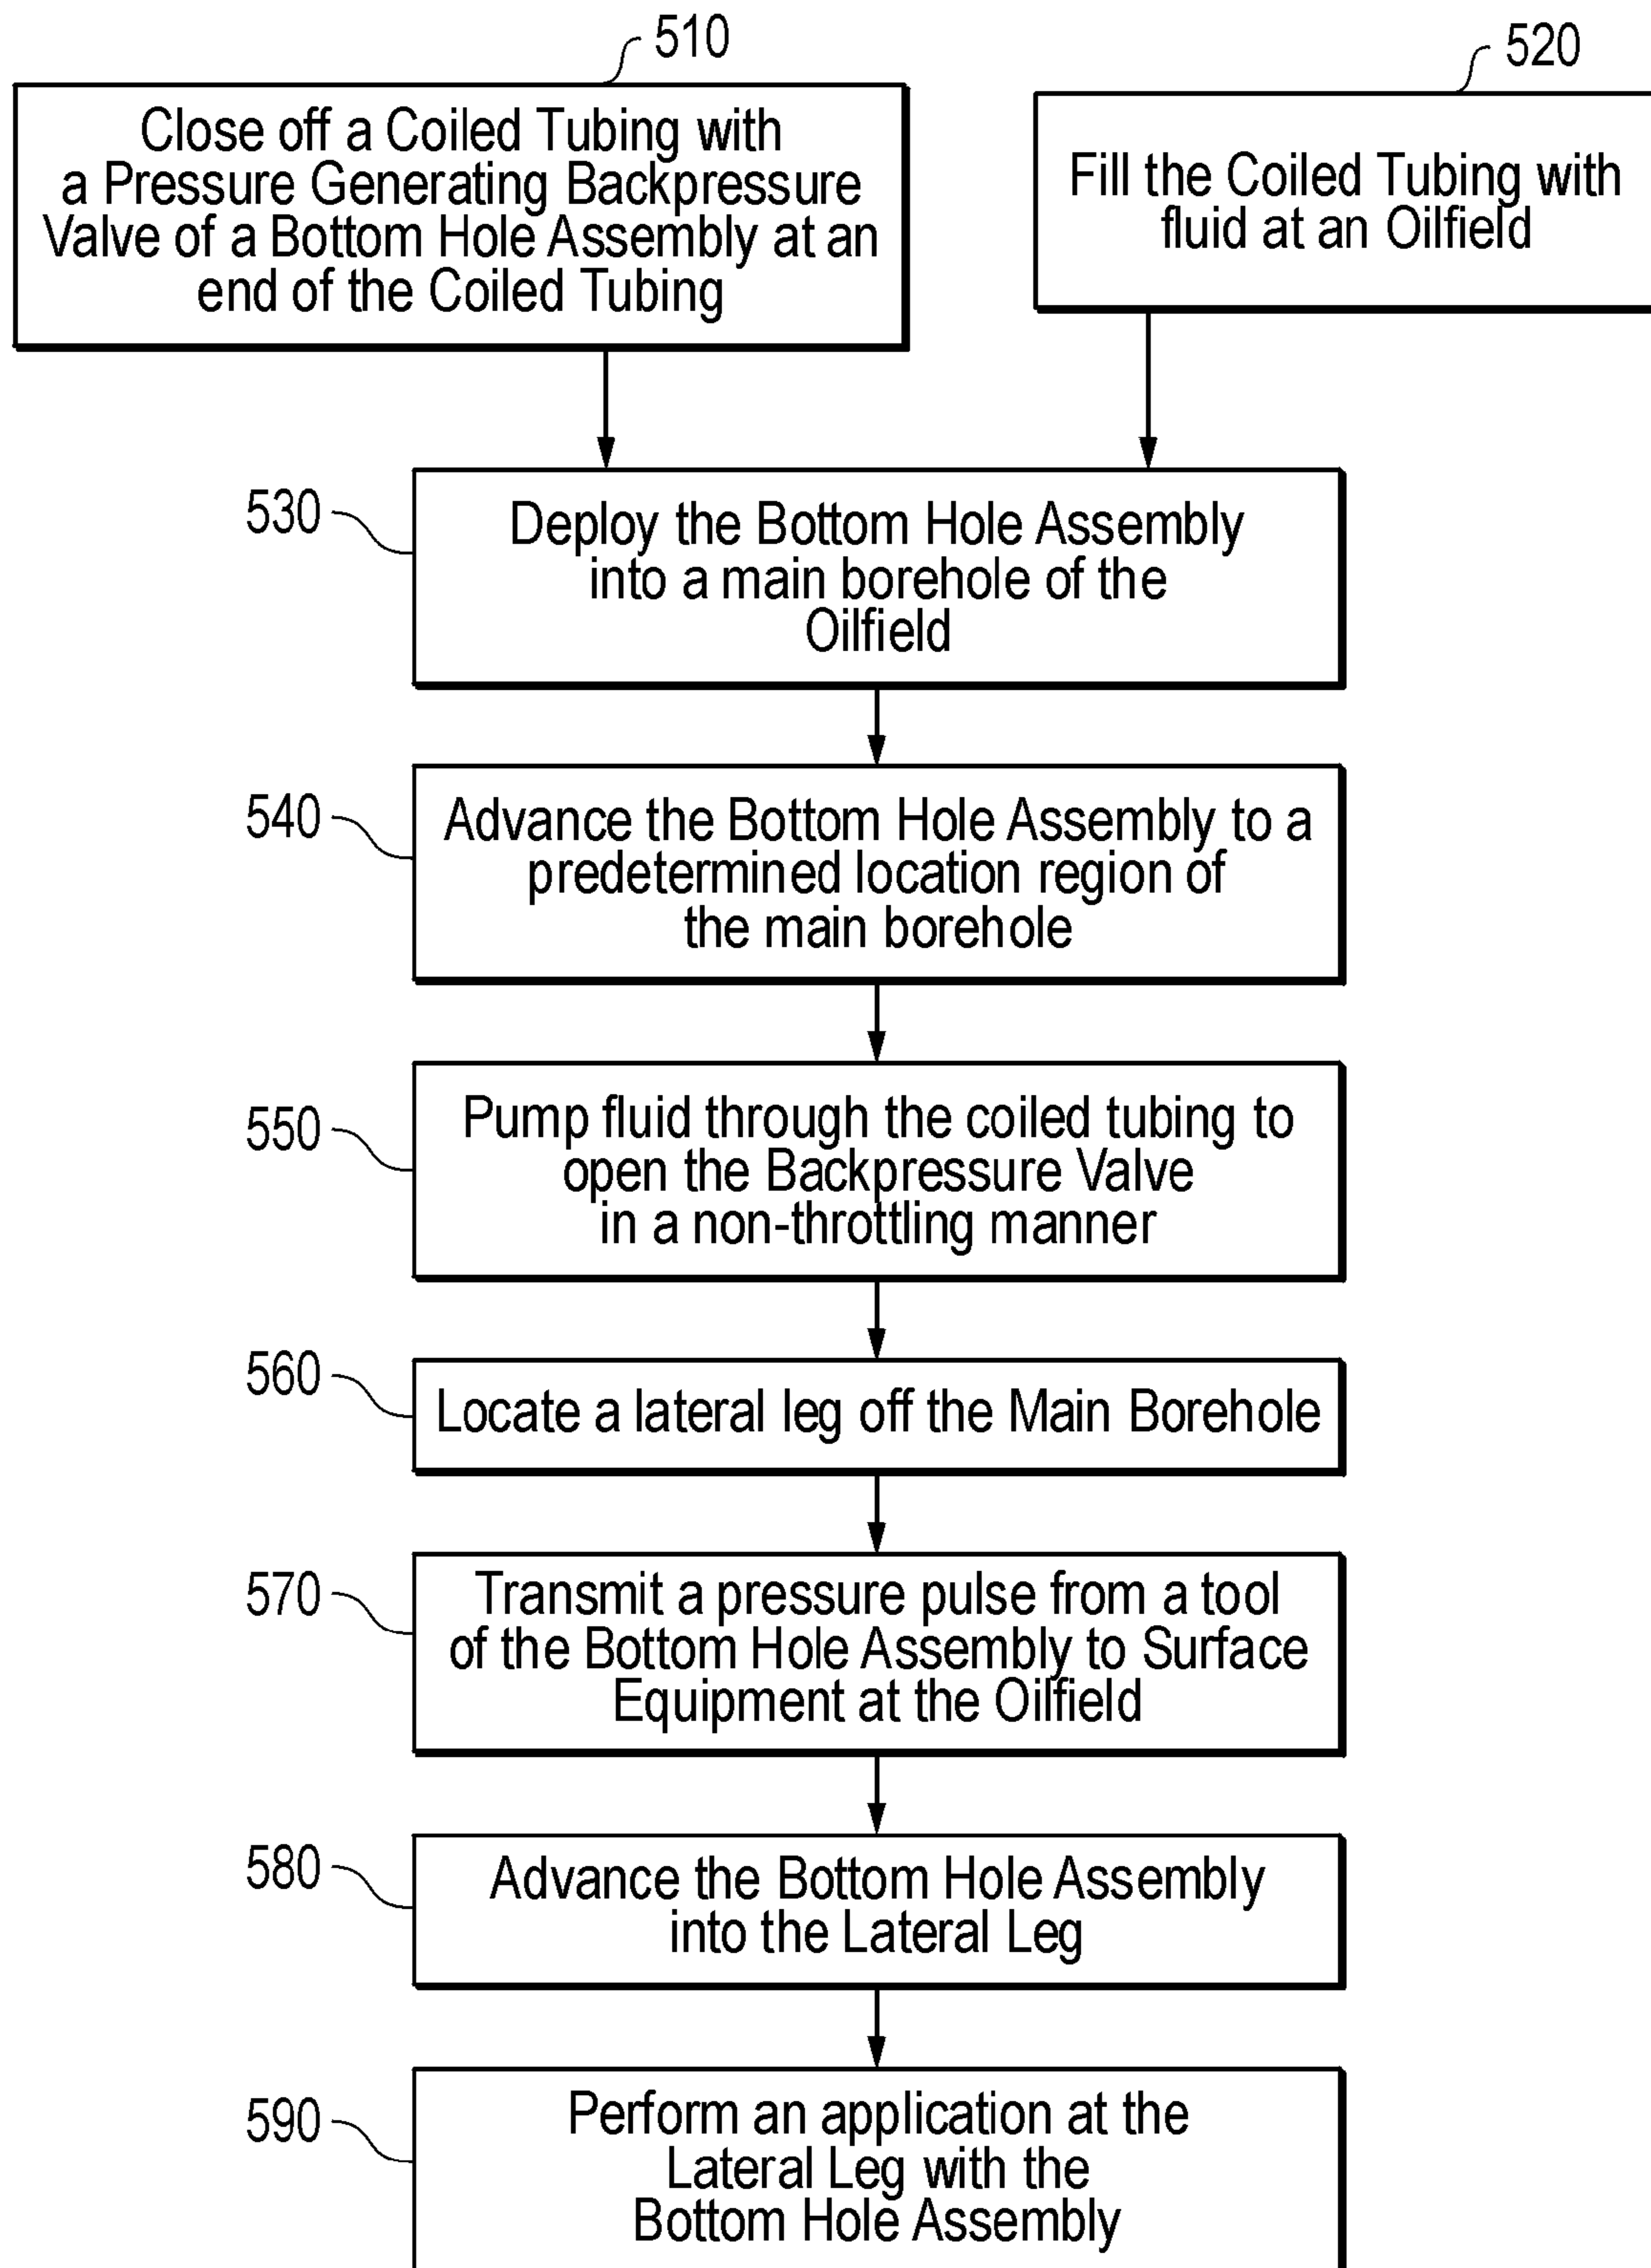 510
Close off a Coiled Tubing with
a Pressure Generating Backpressure
Valve of a Bottom Hole Assembly at an
end of the Coiled Tubing
520
Fill the Coiled Tubing with
fluid at an Oilfield
530
Deploy the Bottom Hole Assembly
into a main borehole of the
Oilfield
540
Advance the Bottom Hole Assembly to a
predetermined location region of
the main borehole
550
Pump fluid through the coiled tubing to
open the Backpressure Valve
in a non-throttling manner
560
Locate a lateral leg off the Main Borehole
570
Transmit a pressure pulse from a tool
of the Bottom Hole Assembly to Surface
Equipment at the Oilfield
580
Advance the Bottom Hole Assembly
into the Lateral Leg
590
Perform an application at the
Lateral Leg with the
Bottom Hole Assembly